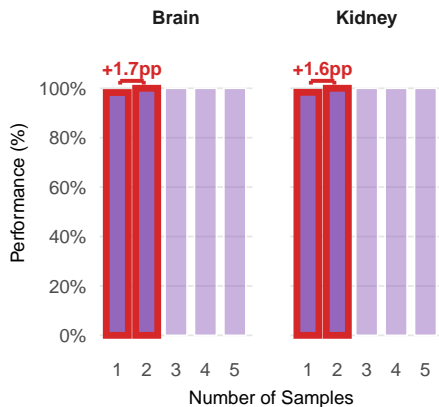 Brain Kidney
+1.7pp +1.6pp
100%
80%
60%
40%
20%
0%
Performance (%)
1 2 3 4 5 1 2 3 4 5
Number of Samples